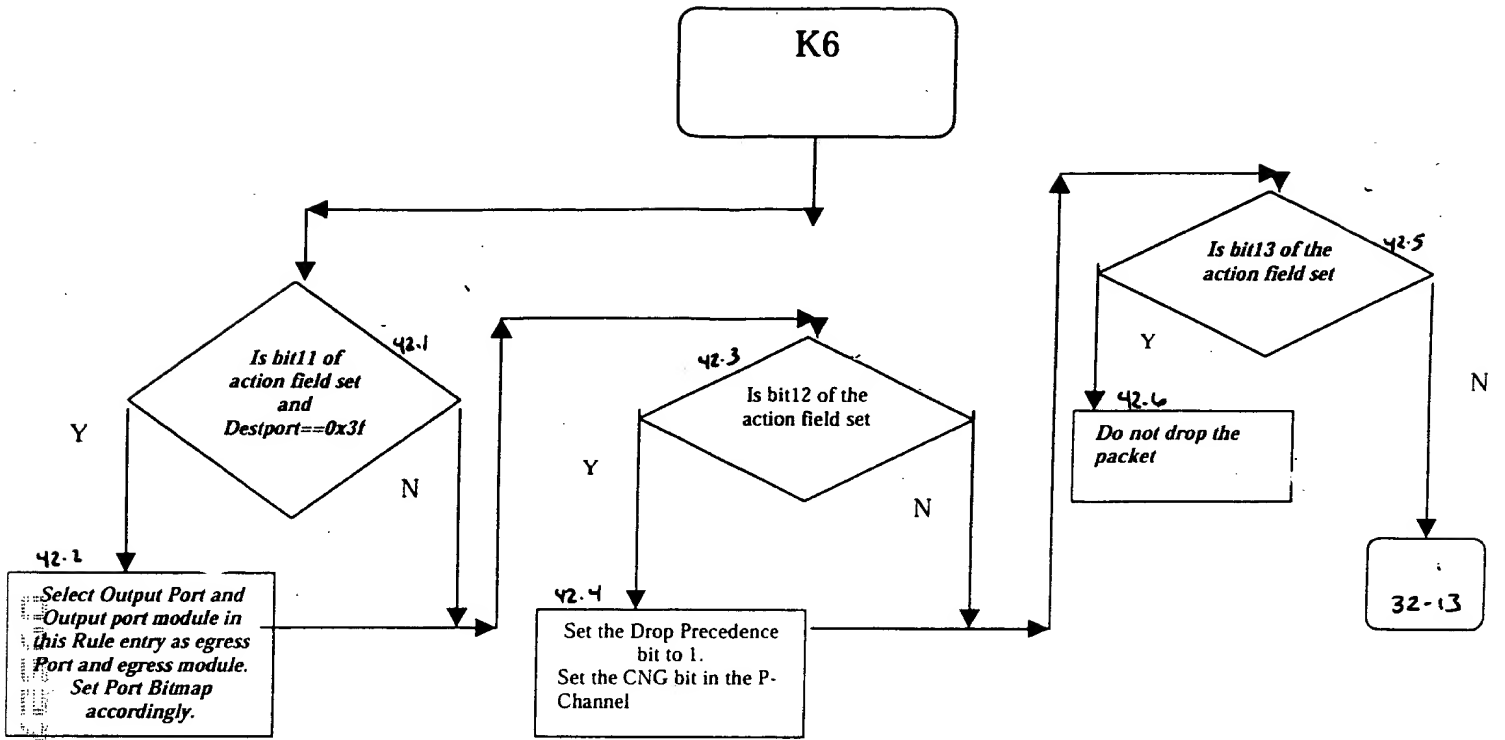 K6
42.1
Is bit11 of
action field set
and
Destport==0x3f
Y
N
42.2
Select Output Port and
Output port module in
this Rule entry as egress
Port and egress module.
Set Port Bitmap
accordingly.
42.3
Is bit12 of the
action field set
Y
N
42.4
Set the Drop Precedence
bit to 1.
Set the CNG bit in the P-
Channel
42.5
Is bit13 of the
action field set
Y
N
42.6
Do not drop the
packet
32-13